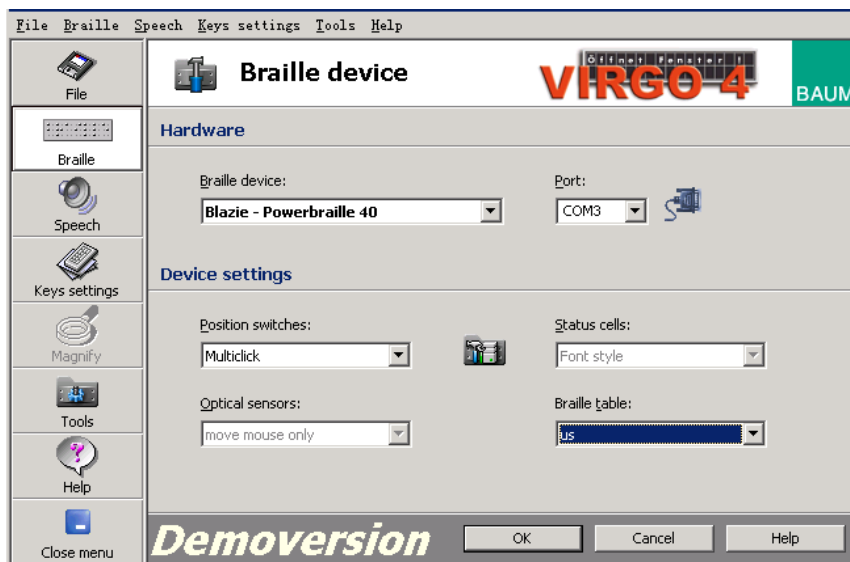 File Braille Speech Keys settings Tools Help
File
Braille
Speech
Keys settings
Magnify
Tools
Help
Close menu
Braille device
Öffnet Fenster !
VIRGO 4
BAUM
Hardware
Braille device:
Port:
Blazie - Powerbraille 40
COM3
Device settings
Position switches:
Status cells:
Multiclick
Font style
Optical sensors:
Braille table:
move mouse only
us
Demoversion
OK
Cancel
Help